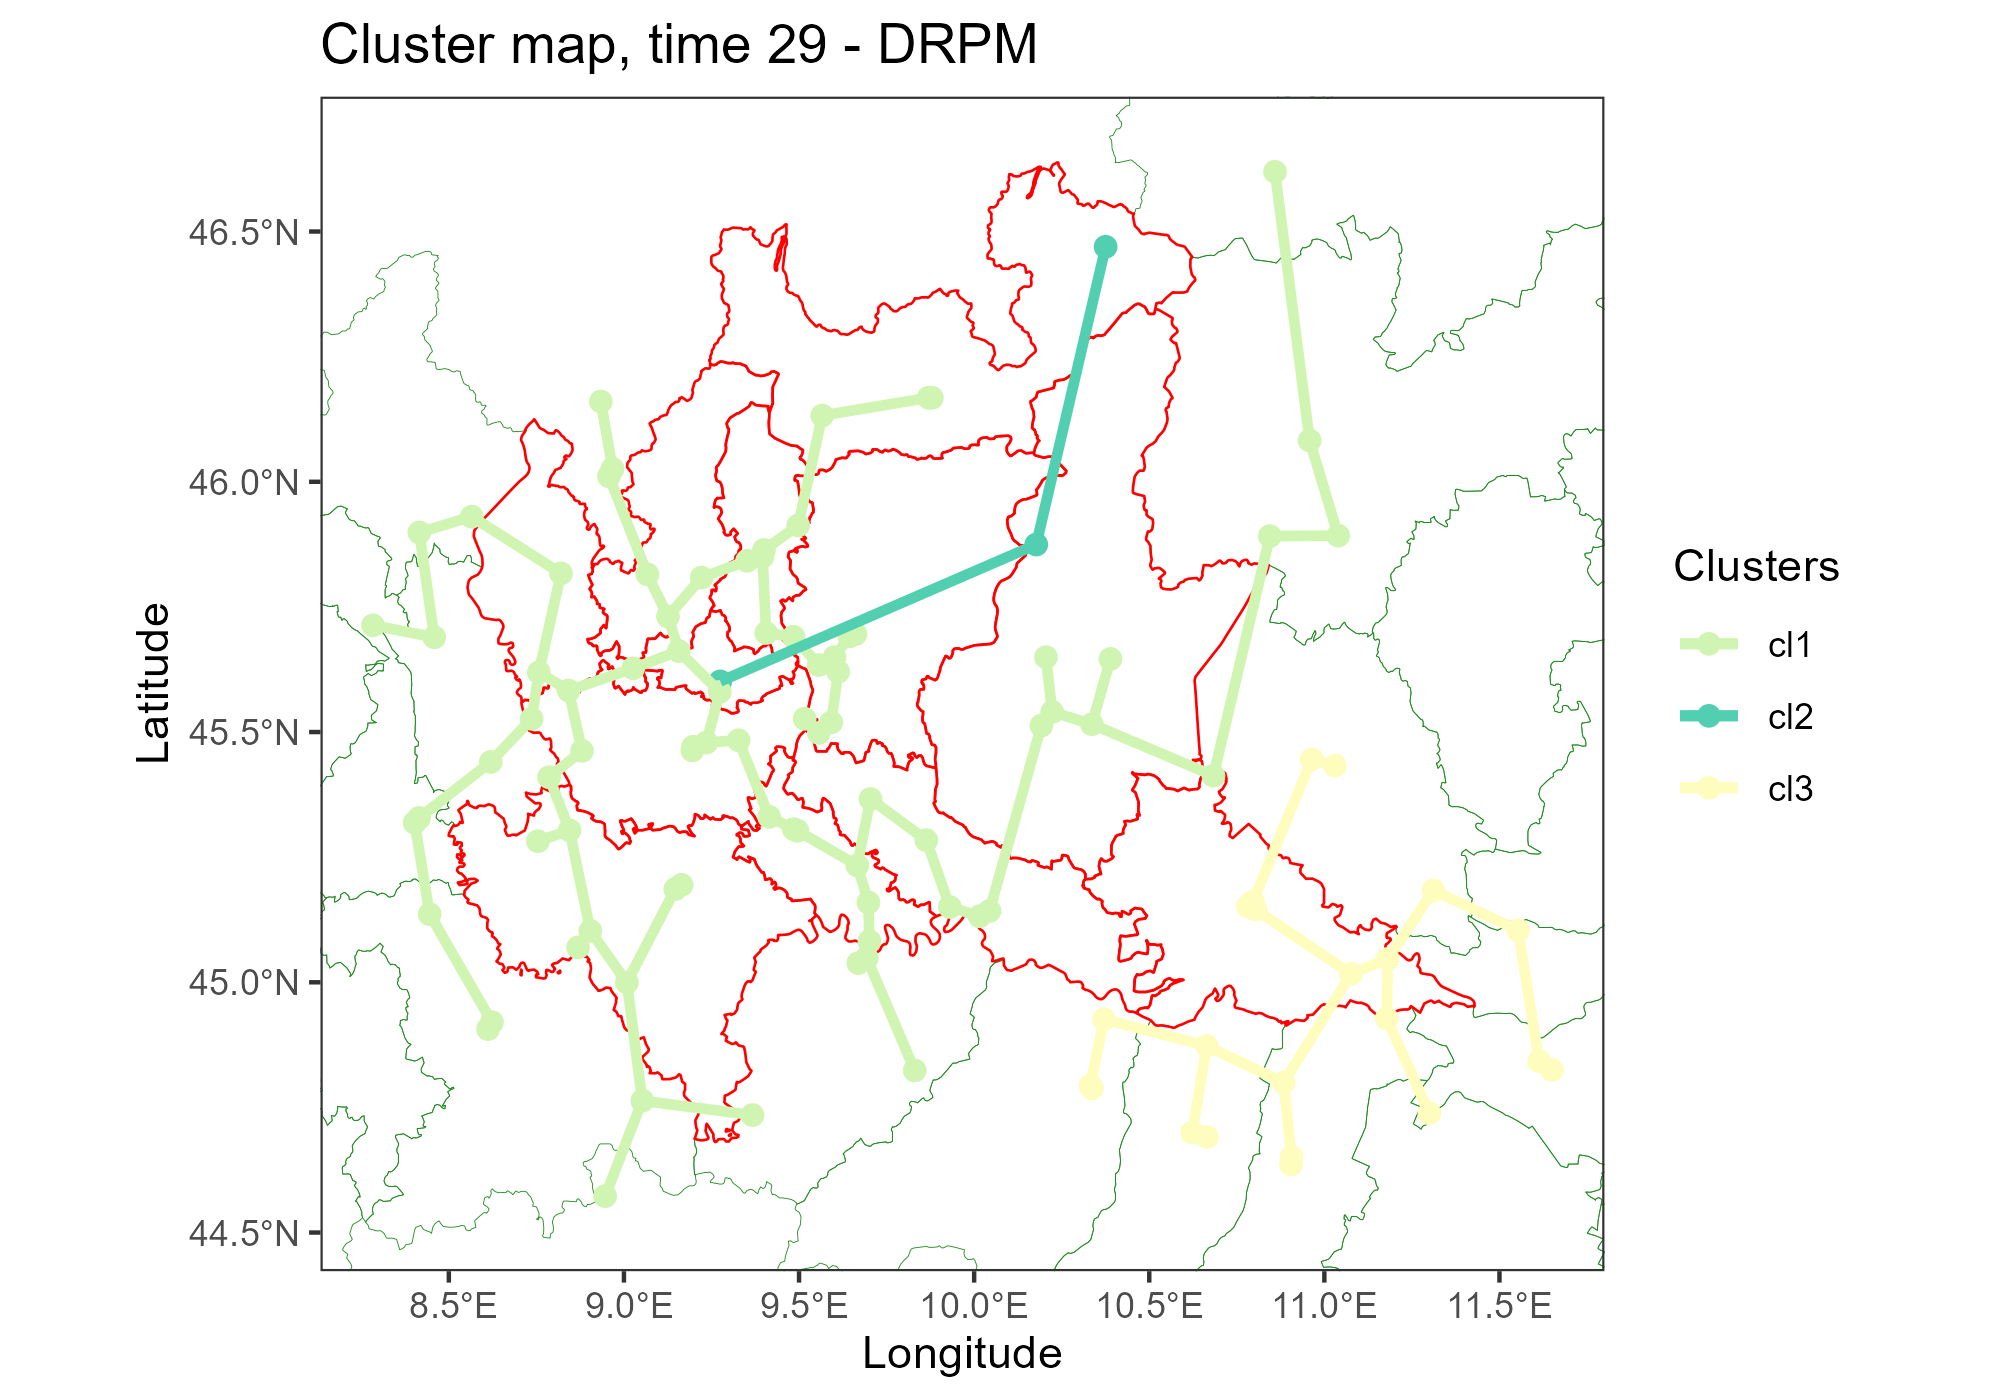 Cluster map, time 29 - DRPM
46.5°N
46.0°N
45.5°N
45.0°N
44.5°N
Latitude
8.5°E
9.0°E
9.5°E
10.0°E
10.5°E
11.0°E
11.5°E
Longitude
Clusters
cl1
cl2
cl3